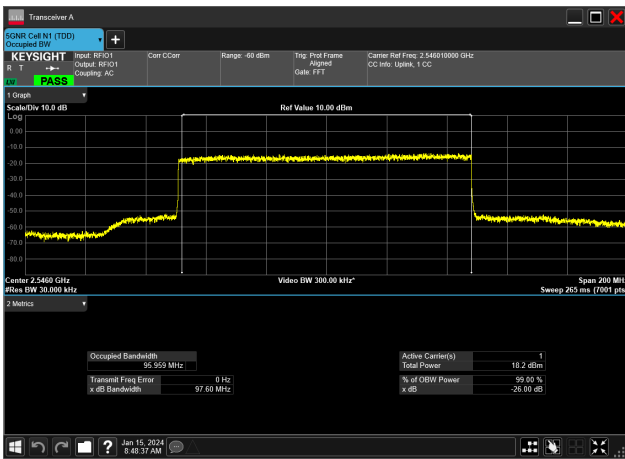 Transceiver A
5GNR Cell N1 (TDD)
Occupied BW
KEYSIGHT
R T
LNI
PASS
Input: RFIO1
Output: RFIO1
Coupling: AC
Corr CCorr
Range: -60 dBm
Trig: Prot Frame
Aligned
Gate: FFT
Carrier Ref Freq: 2.546010000 GHz
CC Info: Uplink, 1 CC
1 Graph
Scale/Div 10.0 dB
Ref Value 10.00 dBm
Log
0.00
-10.0
-20.0
-30.0
-40.0
-50.0
-60.0
-70.0
-80.0
Center 2.5460 GHz
#Res BW 30.000 kHz
Video BW 300.00 kHz*
Span 200 MHz
Sweep 265 ms (7001 pts
2 Metrics
Occupied Bandwidth
95.959 MHz
Transmit Freq Error 0 Hz
x dB Bandwidth 97.60 MHz
Active Carrier(s) 1
Total Power 18.2 dBm
% of OBW Power 99.00 %
x dB -26.00 dB
Jan 15, 2024
8:48:37 AM